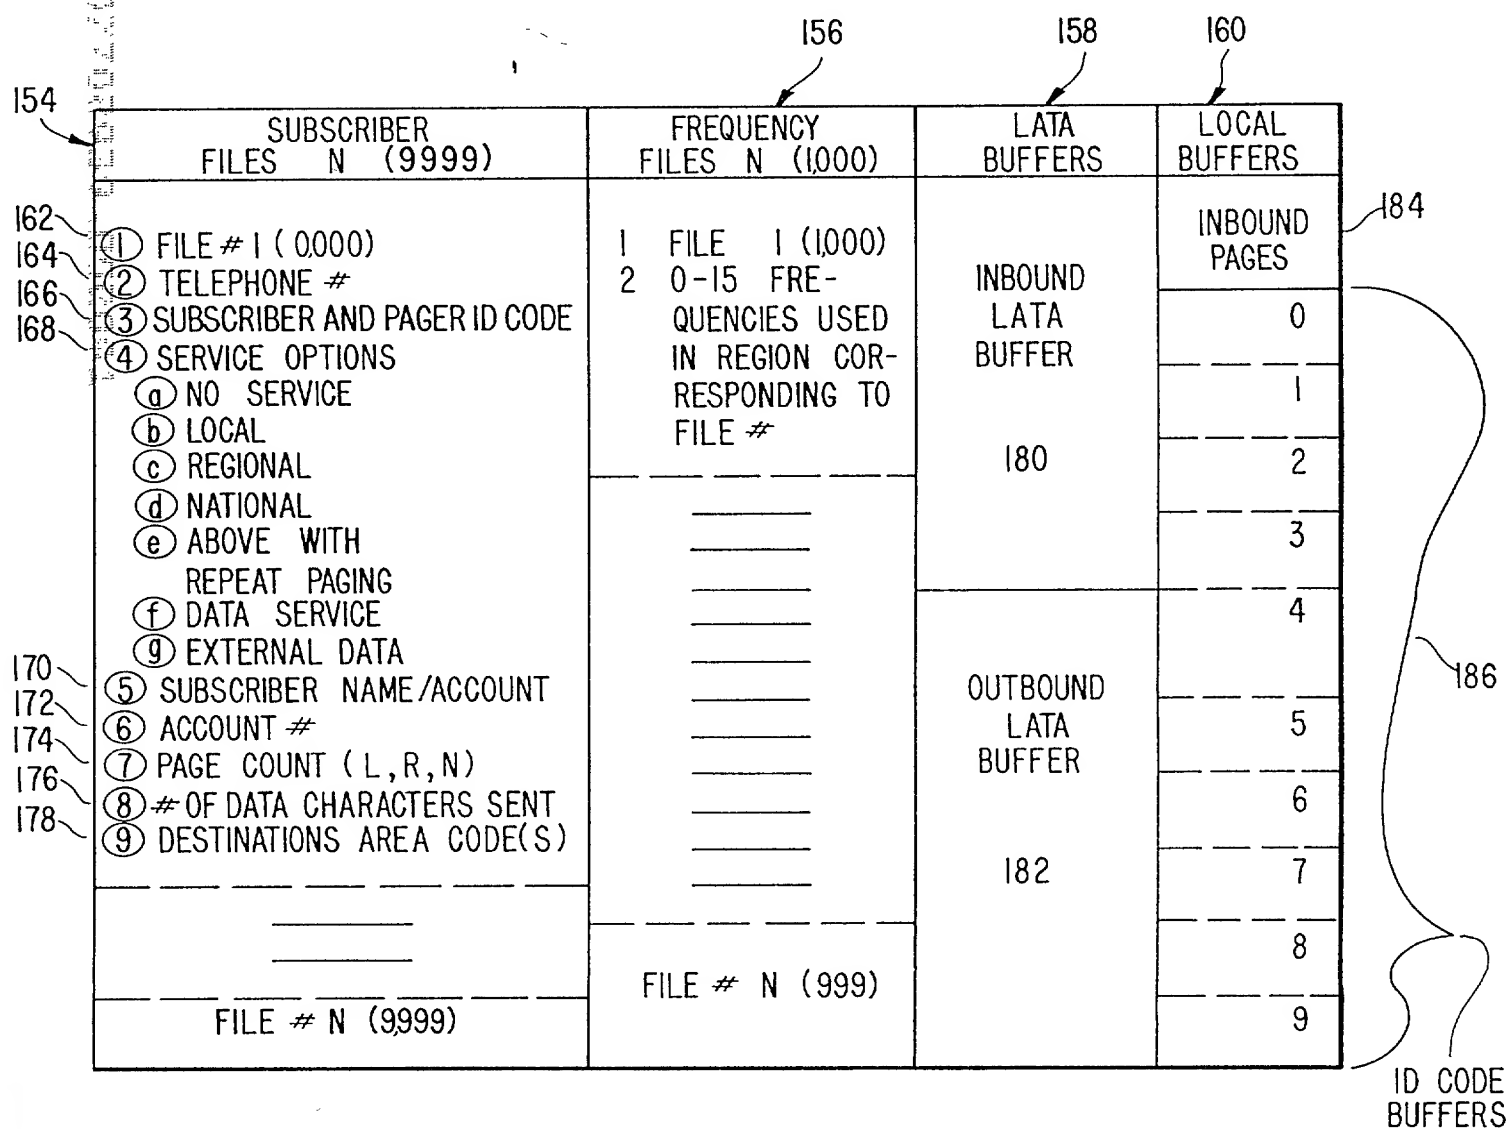 156
158
160
154
SUBSCRIBER
FILES N (9999)
FREQUENCY
FILES N (1,000)
LATA
BUFFERS
LOCAL
BUFFERS
162
① FILE # 1 (0,000)
164
② TELEPHONE #
166
③ SUBSCRIBER AND PAGER ID CODE
168
④ SERVICE OPTIONS
ⓐ NO SERVICE
ⓑ LOCAL
ⓒ REGIONAL
ⓓ NATIONAL
ⓔ ABOVE WITH
REPEAT PAGING
ⓕ DATA SERVICE
ⓖ EXTERNAL DATA
170
⑤ SUBSCRIBER NAME/ACCOUNT
172
⑥ ACCOUNT #
174
⑦ PAGE COUNT (L, R, N)
176
⑧ # OF DATA CHARACTERS SENT
178
⑨ DESTINATIONS AREA CODE(S)
FILE # N (9,999)
1 FILE 1 (1,000)
2 0-15 FRE-
QUENCIES USED
IN REGION COR-
RESPONDING TO
FILE #
FILE # N (999)
INBOUND
LATA
BUFFER
180
OUTBOUND
LATA
BUFFER
182
INBOUND
PAGES
184
0
1
2
3
4
5
6
7
8
9
186
ID CODE
BUFFERS